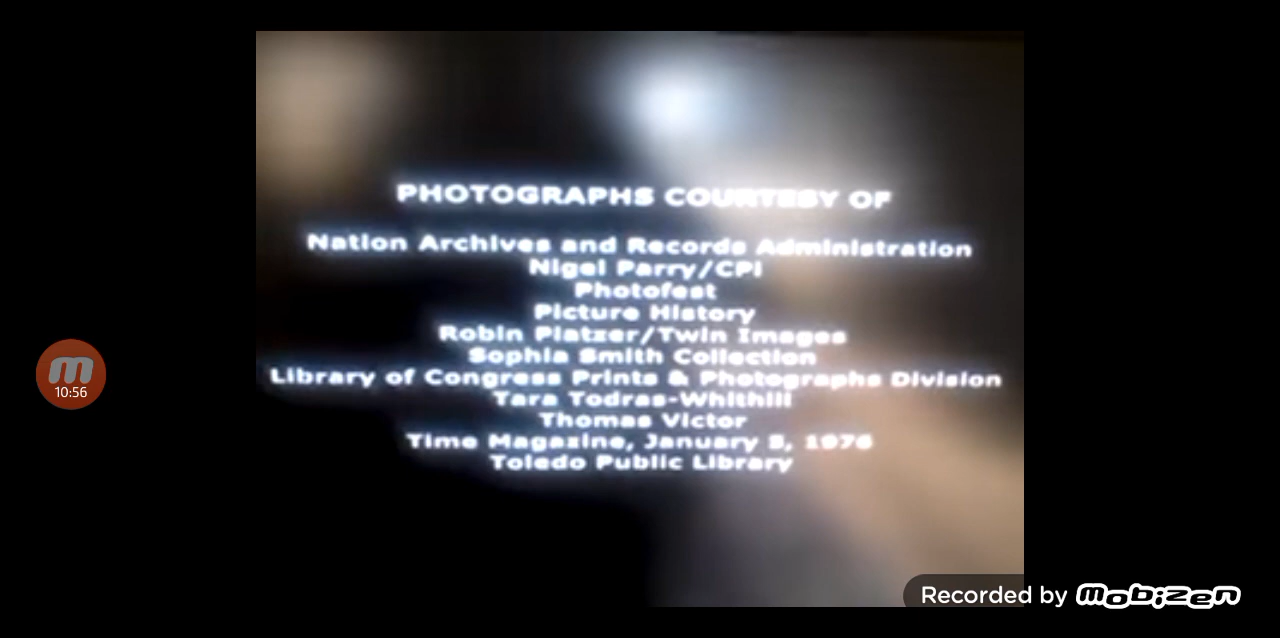 PHOTOGRAPHS COURTESY OF
Nation Archives and Records Administration
Nigel Parry/CPI
Photofest
Picture History
Robin Platzer/Twin Images
Sophia Smith Collection
Library of Congress Prints & Photographs Division
Tara Todras-Whithill
Thomas Victor
Time Magazine, January 5, 1976
Toledo Public Library
m
10:56
Recorded by mobizen